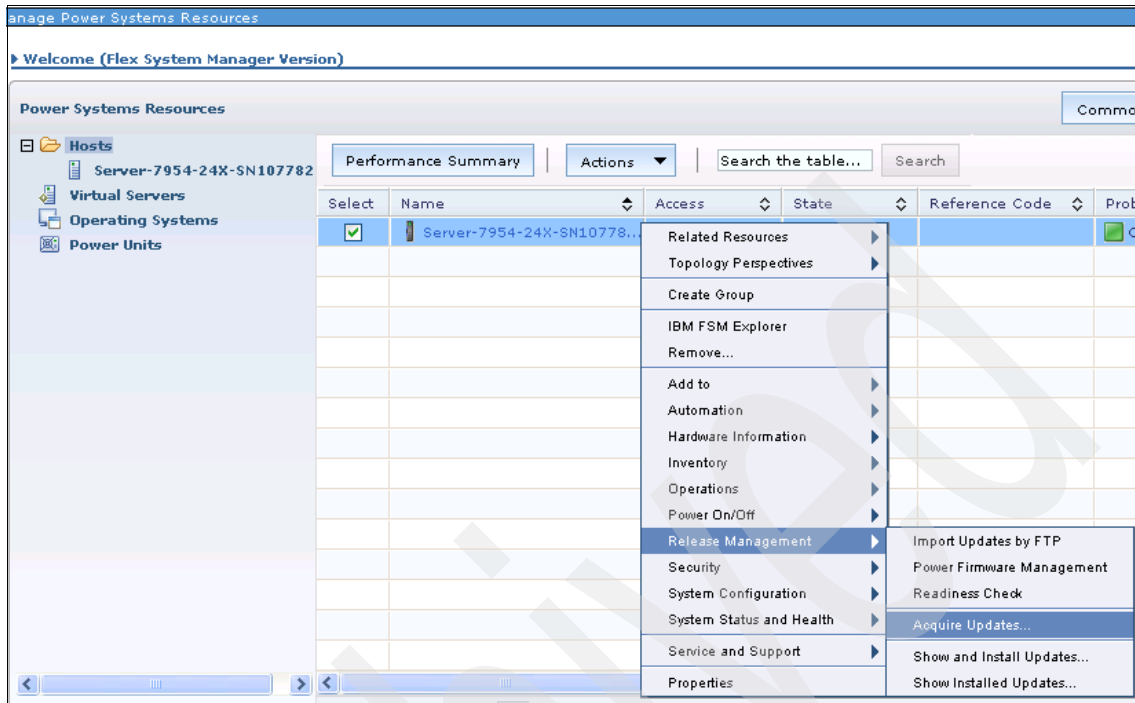 anage Power Systems Resources
Welcome (Flex System Manager Version)
Power Systems Resources
Commo
Hosts
Server-7954-24X-SN107782
Virtual Servers
Operating Systems
Power Units
Performance Summary
Actions
Search the table...
Search
Select
Name
Access
State
Reference Code
Prob
Server-7954-24X-SN10778...
Related Resources
Topology Perspectives
Create Group
IBM FSM Explorer
Remove...
Add to
Automation
Hardware Information
Inventory
Operations
Power On/Off
Release Management
Security
System Configuration
System Status and Health
Service and Support
Properties
Import Updates by FTP
Power Firmware Management
Readiness Check
Acquire Updates...
Show and Install Updates...
Show Installed Updates...